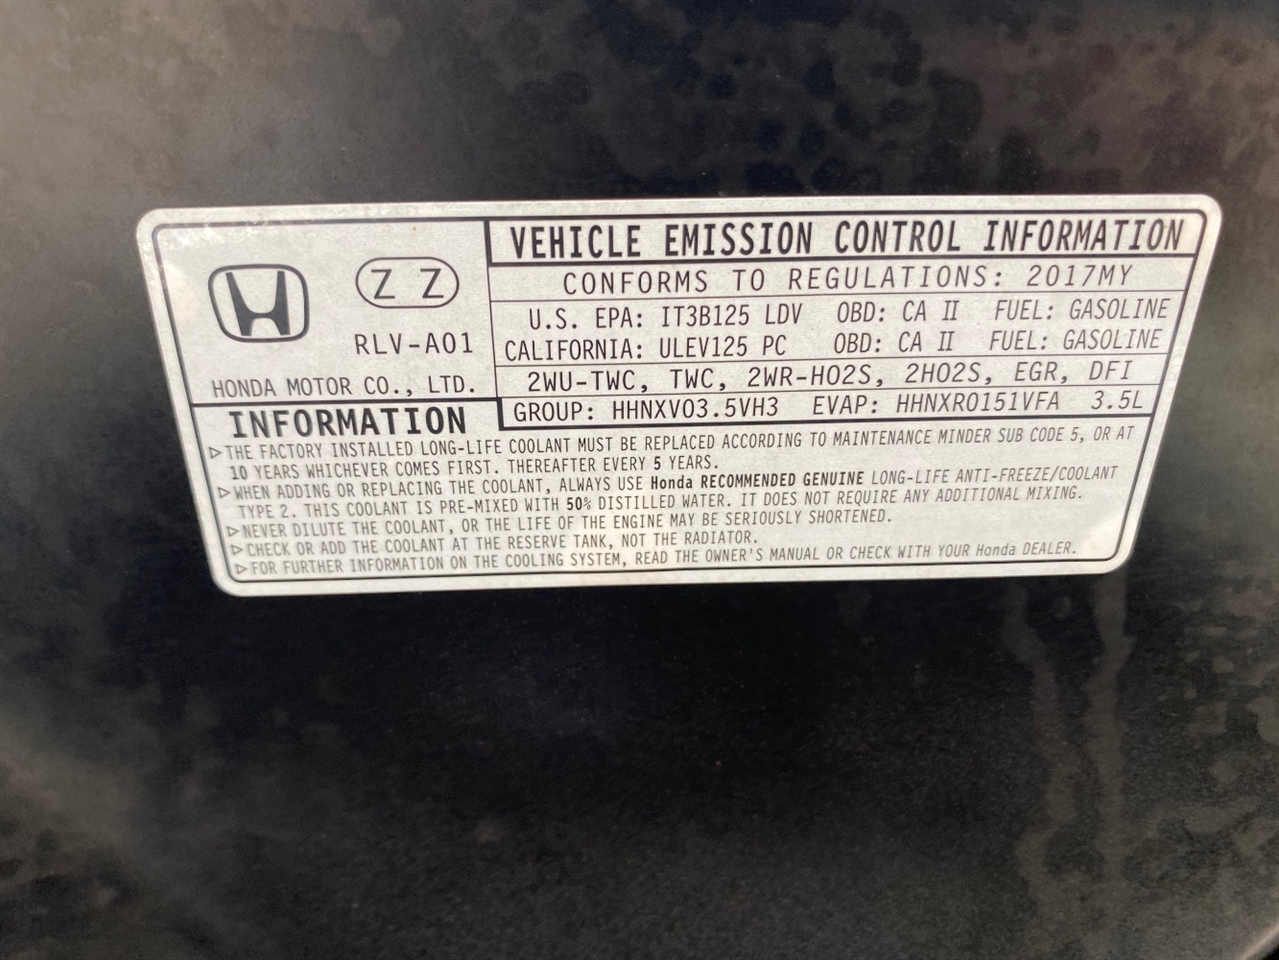 VEHICLE EMISSION CONTROL INFORMATION
Z Z
RLV-A01
HONDA MOTOR CO., LTD.
CONFORMS TO REGULATIONS: 2017MY
U.S. EPA: IT3B125 LDV OBD: CA II FUEL: GASOLINE
CALIFORNIA: ULEV125 PC OBD: CA II FUEL: GASOLINE
2WU-TWC, TWC, 2WR-HO2S, 2HO2S, EGR, DFI
GROUP: HHNXV03.5VH3 EVAP: HHNXR0151VFA 3.5L
INFORMATION
▷THE FACTORY INSTALLED LONG-LIFE COOLANT MUST BE REPLACED ACCORDING TO MAINTENANCE MINDER SUB CODE 5, OR AT
10 YEARS WHICHEVER COMES FIRST. THEREAFTER EVERY 5 YEARS.
▷WHEN ADDING OR REPLACING THE COOLANT, ALWAYS USE Honda RECOMMENDED GENUINE LONG-LIFE ANTI-FREEZE/COOLANT
TYPE 2. THIS COOLANT IS PRE-MIXED WITH 50% DISTILLED WATER. IT DOES NOT REQUIRE ANY ADDITIONAL MIXING.
▷NEVER DILUTE THE COOLANT, OR THE LIFE OF THE ENGINE MAY BE SERIOUSLY SHORTENED.
▷CHECK OR ADD THE COOLANT AT THE RESERVE TANK, NOT THE RADIATOR.
▷FOR FURTHER INFORMATION ON THE COOLING SYSTEM, READ THE OWNER'S MANUAL OR CHECK WITH YOUR Honda DEALER.